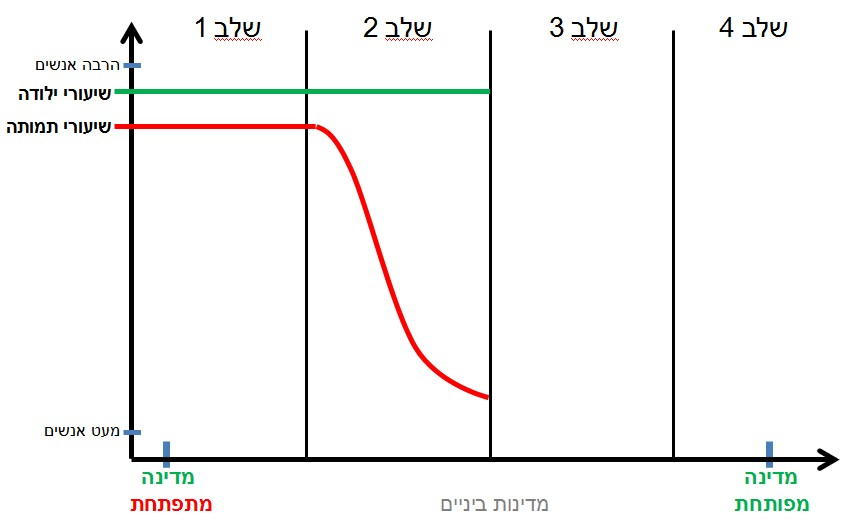 שלב 1
שלב 2
שלב 3
שלב 4
הרבה אנשים
שיעורי ילודה
שיעורי תמותה
מעט אנשים
מדינה
מתפתחת
מדינות ביניים
מדינה
מפותחת